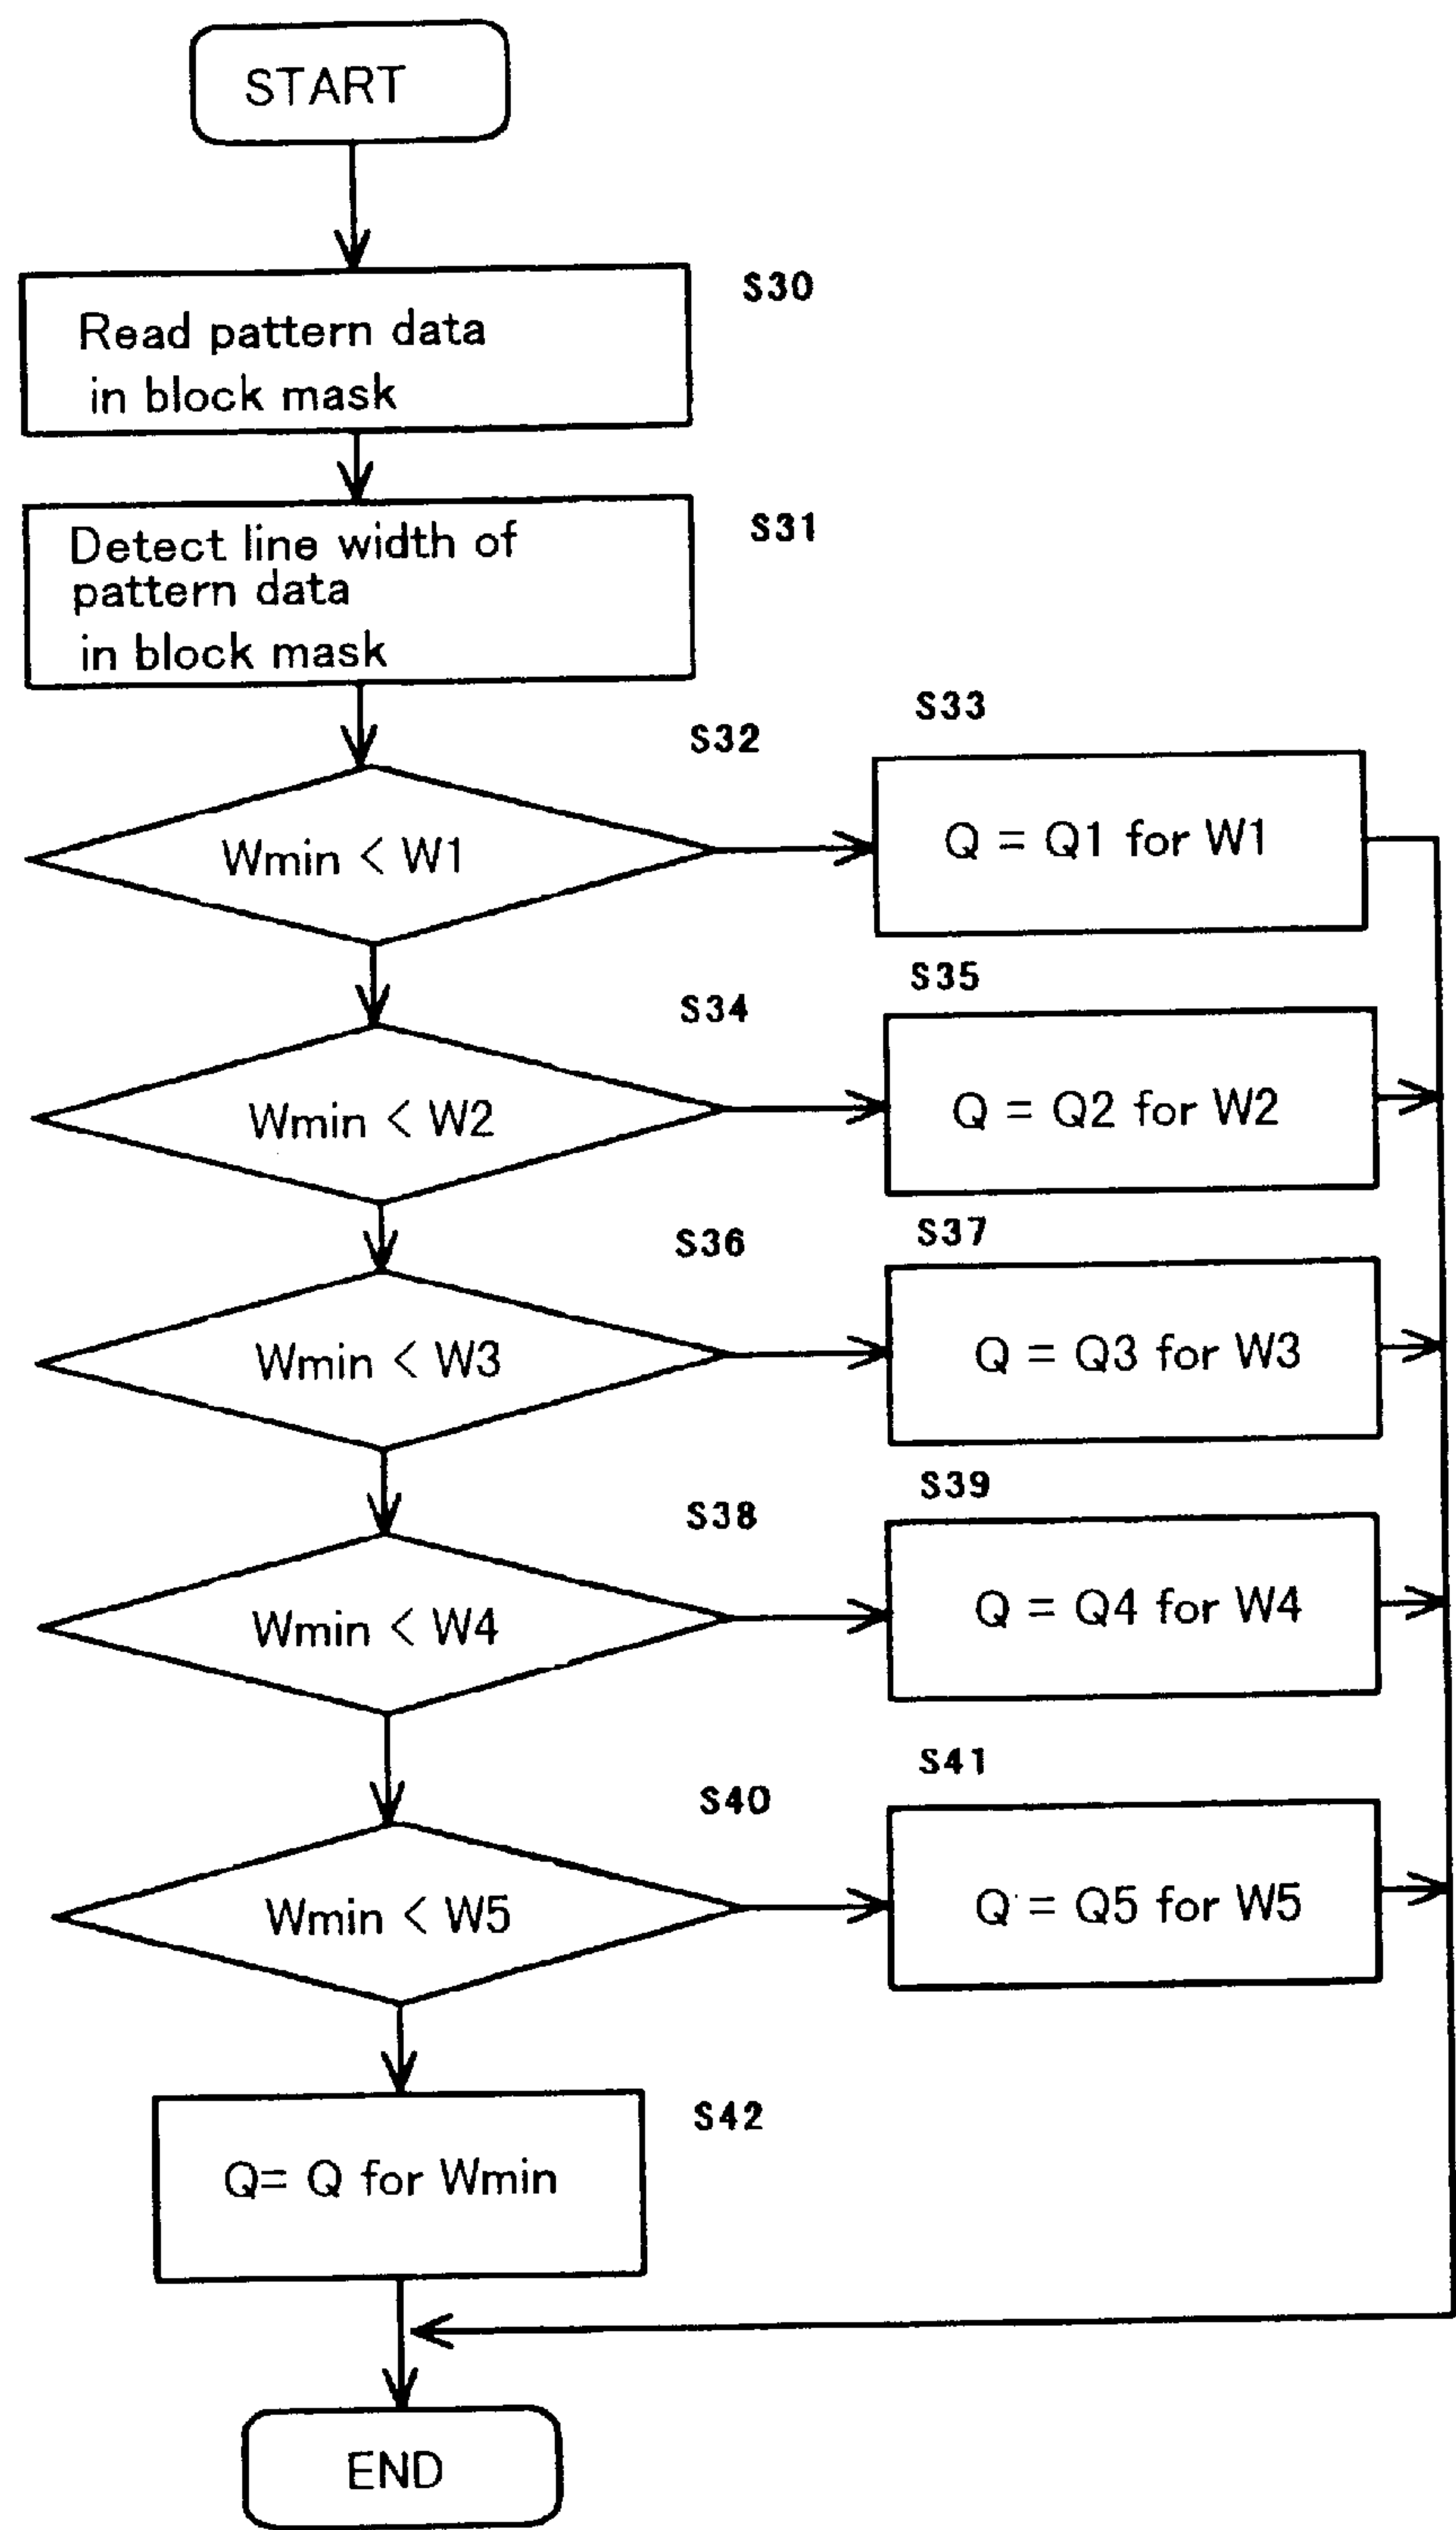 START
S30
Read pattern data
in block mask
S31
Detect line width of
pattern data
in block mask
S32
Wmin < W1
S33
Q = Q1 for W1
S34
Wmin < W2
S35
Q = Q2 for W2
S36
Wmin < W3
S37
Q = Q3 for W3
S38
Wmin < W4
S39
Q = Q4 for W4
S40
Wmin < W5
S41
Q = Q5 for W5
S42
Q= Q for Wmin
END